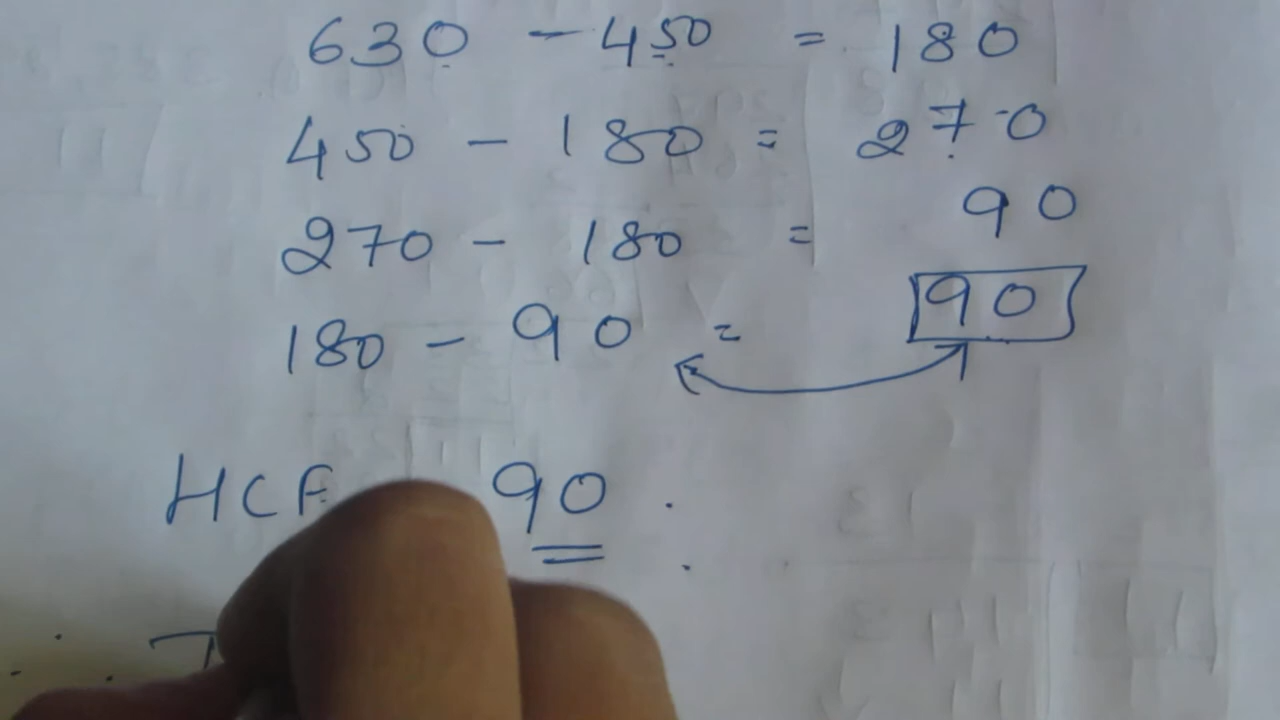 630 - 450 = 180
450 - 180 = 270
270 - 180 = 90
180 - 90 = 90
HCF 90